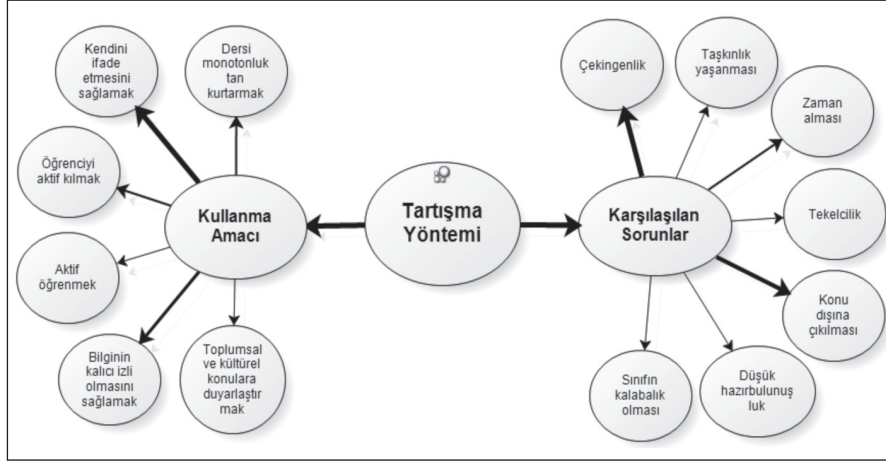 Kendini
ifade
etmesini
sağlamak
Dersi
monotonluk
tan
kurtarmak
Öğrenciyi
aktif kılmak
Aktif
öğrenmek
Bilginin
kalıcı izli
olmasını
sağlamak
Toplumsal
ve kültürel
konulara
duyarlaştır
mak
Kullanma
Amacı
Tartışma
Yöntemi
Karşılaşılan
Sorunlar
Çekingenlik
Taşkınlık
yaşanması
Zaman
alması
Tekelcilik
Konu
dışına
çıkılması
Düşük
hazırbulunuş
luk
Sınıfın
kalabalık
olması